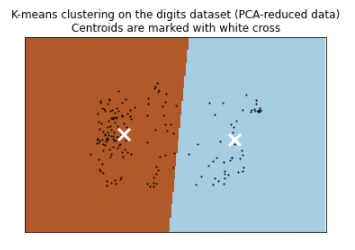 K-means clustering on the digits dataset (PCA-reduced data)
Centroids are marked with white cross